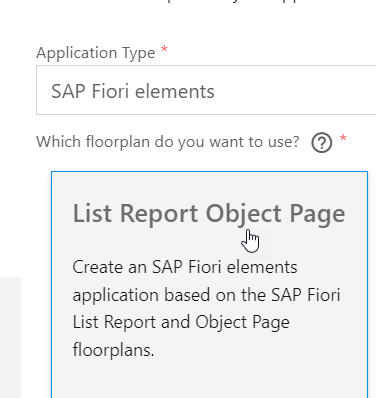 Application Type *
SAP Fiori elements
Which floorplan do you want to use? ? *
List Report Object Page
Create an SAP Fiori elements
application based on the SAP Fiori
List Report and Object Page
floorplans.